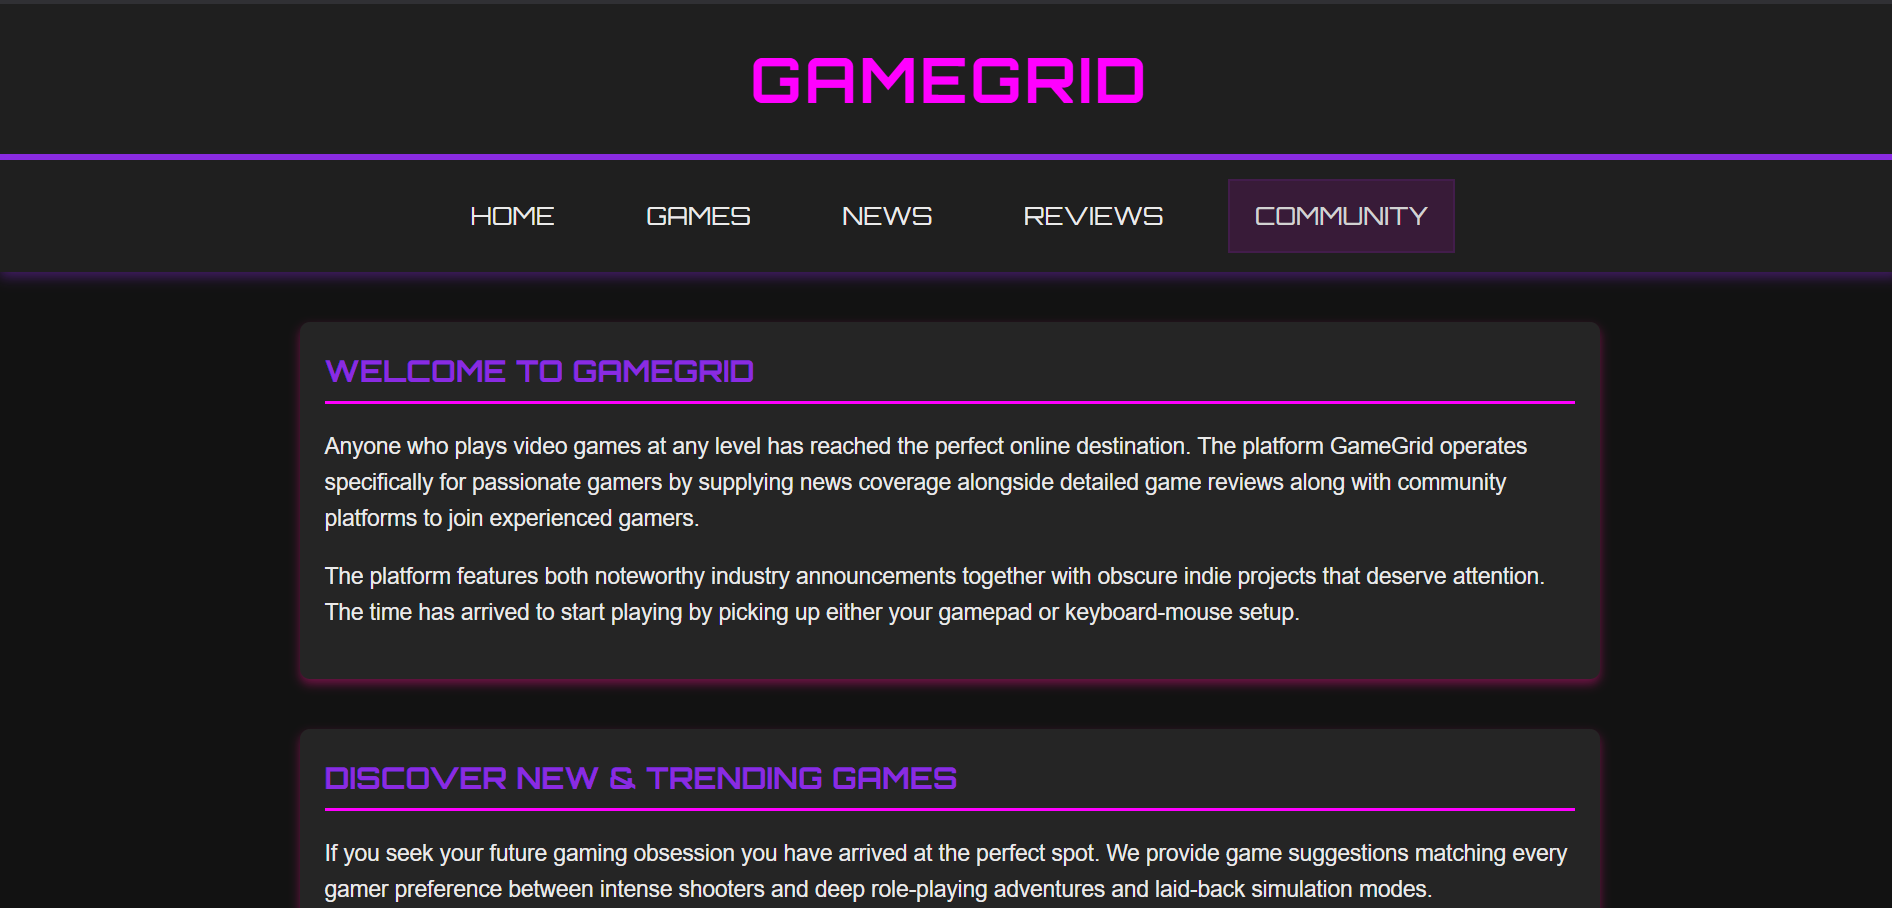 GAMEGRID
HOME GAMES NEWS REVIEWS COMMUNITY
WELCOME TO GAMEGRID
Anyone who plays video games at any level has reached the perfect online destination. The platform GameGrid operates
specifically for passionate gamers by supplying news coverage alongside detailed game reviews along with community
platforms to join experienced gamers.
The platform features both noteworthy industry announcements together with obscure indie projects that deserve attention.
The time has arrived to start playing by picking up either your gamepad or keyboard-mouse setup.
DISCOVER NEW & TRENDING GAMES
If you seek your future gaming obsession you have arrived at the perfect spot. We provide game suggestions matching every
gamer preference between intense shooters and deep role-playing adventures and laid-back simulation modes.